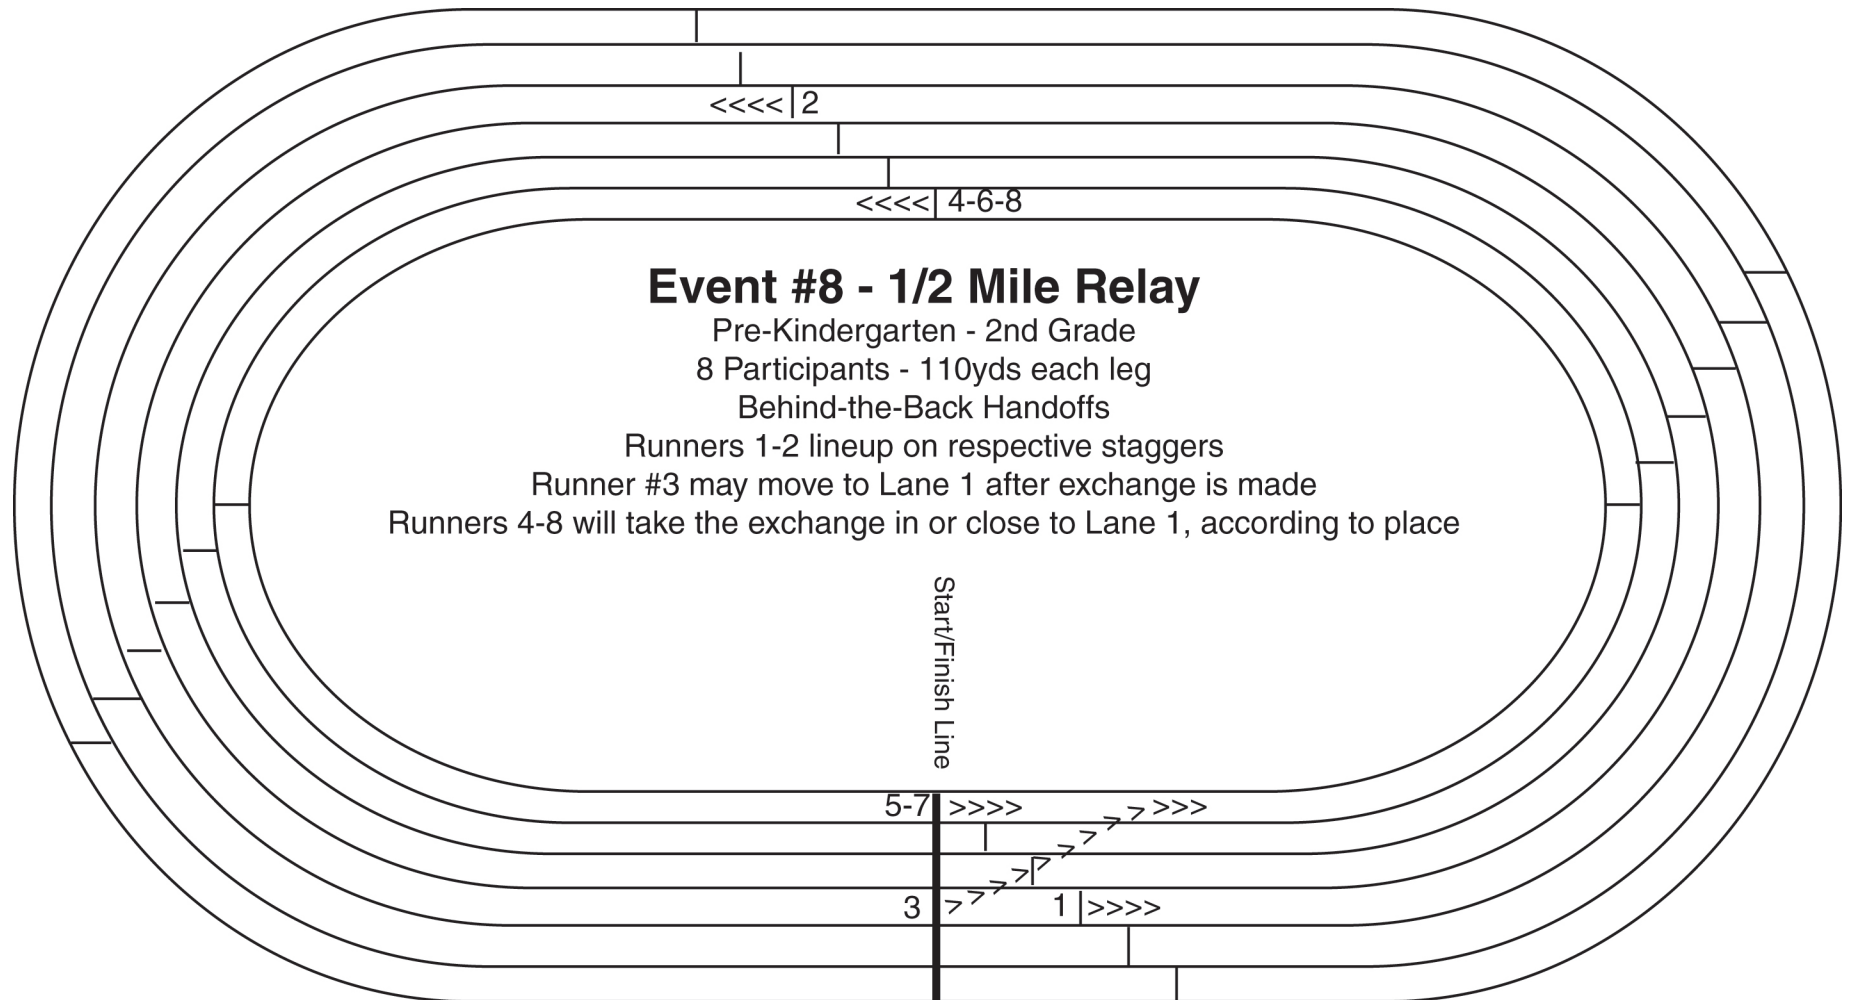 <<<< 2
<<<< 4-6-8
Event #8 - 1/2 Mile Relay
Pre-Kindergarten - 2nd Grade
8 Participants - 110yds each leg
Behind-the-Back Handoffs
Runners 1-2 lineup on respective staggers
Runner #3 may move to Lane 1 after exchange is made
Runners 4-8 will take the exchange in or close to Lane 1, according to place
Start/Finish Line
5-7 >>>>
3 >>>>>>>>>>>
1 >>>>